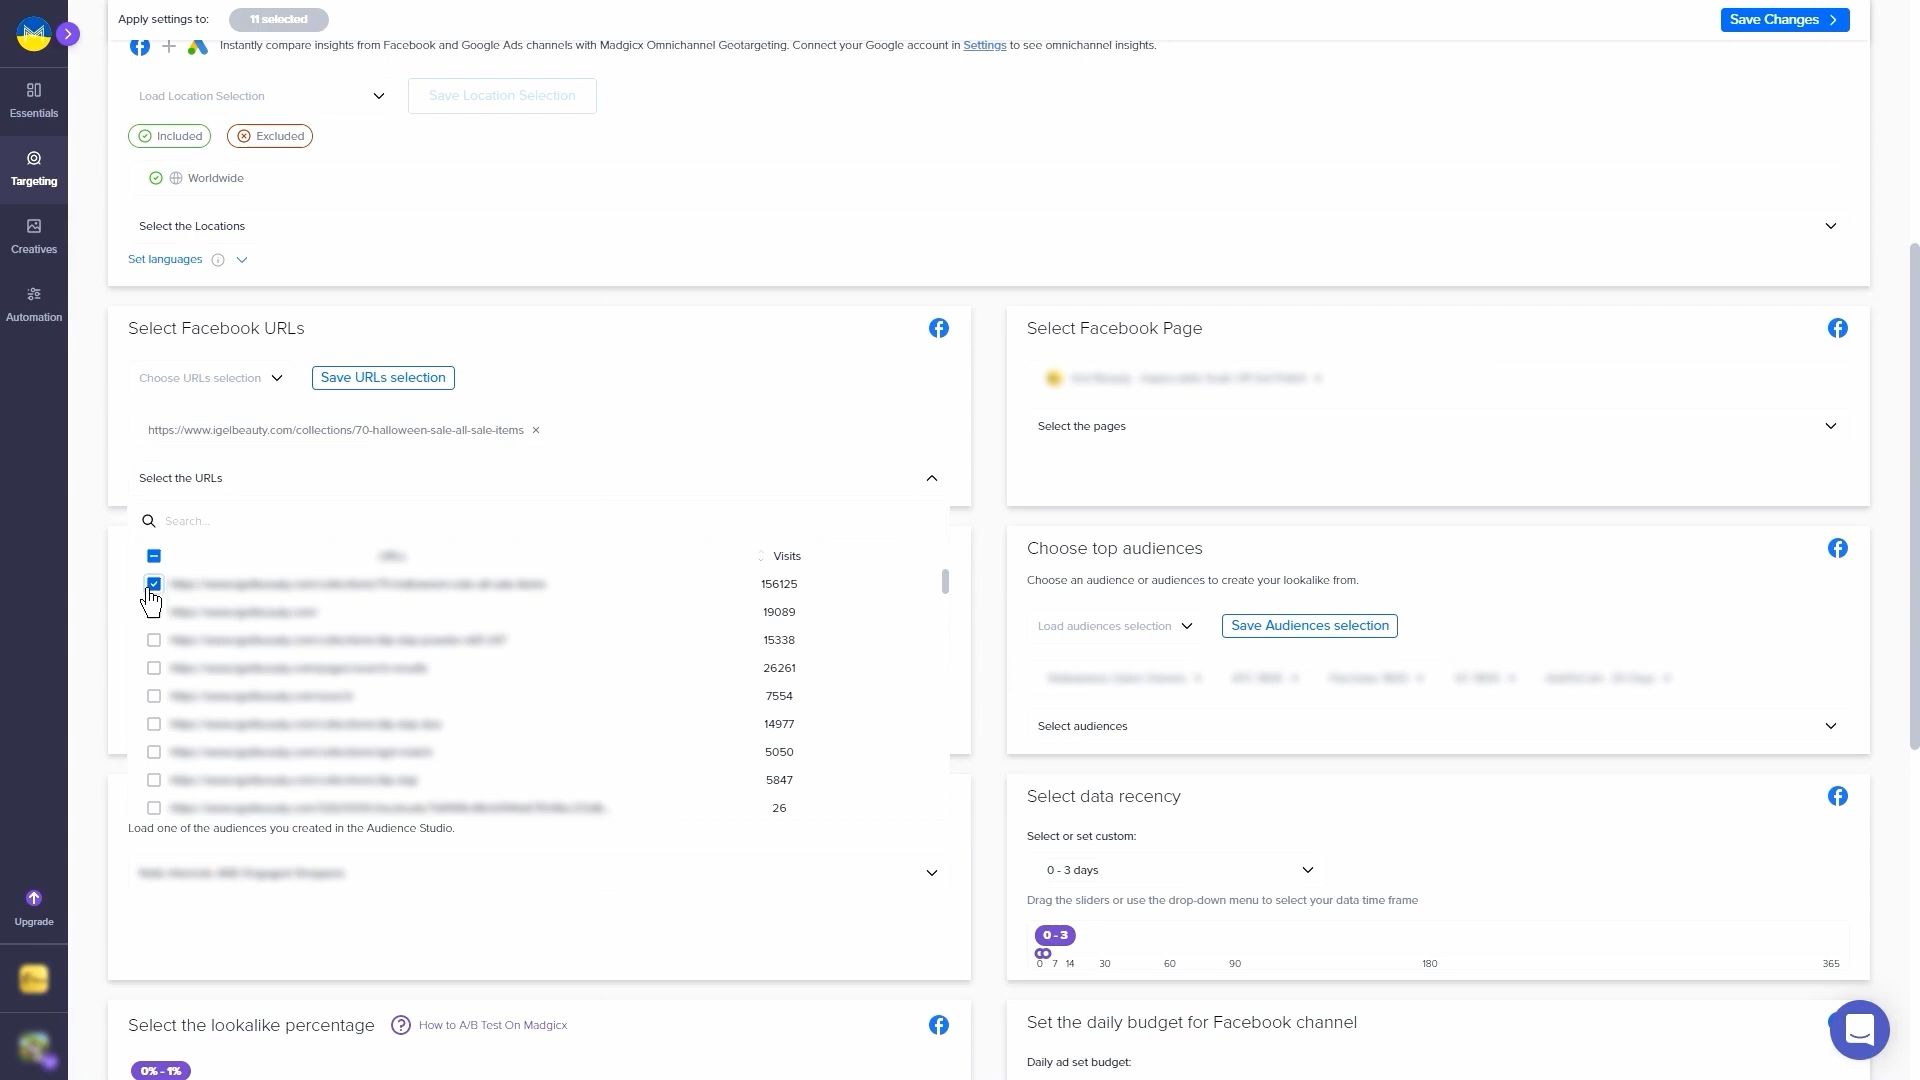 Apply settings to:
11 selected
Save Changes
Instantly compare insights from Facebook and Google Ads channels with Madgicx Omnichannel Geotargeting. Connect your Google account in Settings to see omnichannel insights.
Load Location Selection
Save Location Selection
Included
Excluded
Worldwide
Select the Locations
Set languages
Essentials
Targeting
Creatives
Automation
Upgrade
Select Facebook URLs
Choose URLs selection
Save URLs selection
https://www.igelbeauty.com/collections/70-halloween-sale-all-sale-items
Select the URLs
Search...
Visits
156125
19089
15338
26261
7554
14977
5050
5847
26
Load one of the audiences you created in the Audience Studio.
Select Facebook Page
Select the pages
Choose top audiences
Choose an audience or audiences to create your lookalike from.
Load audiences selection
Save Audiences selection
Select audiences
Select data recency
Select or set custom:
0 - 3 days
Drag the sliders or use the drop-down menu to select your data time frame
0 - 3
0 7 14 30 60 90 180 365
Select the lookalike percentage
How to A/B Test On Madgicx
0% - 1%
Set the daily budget for Facebook channel
Daily ad set budget: